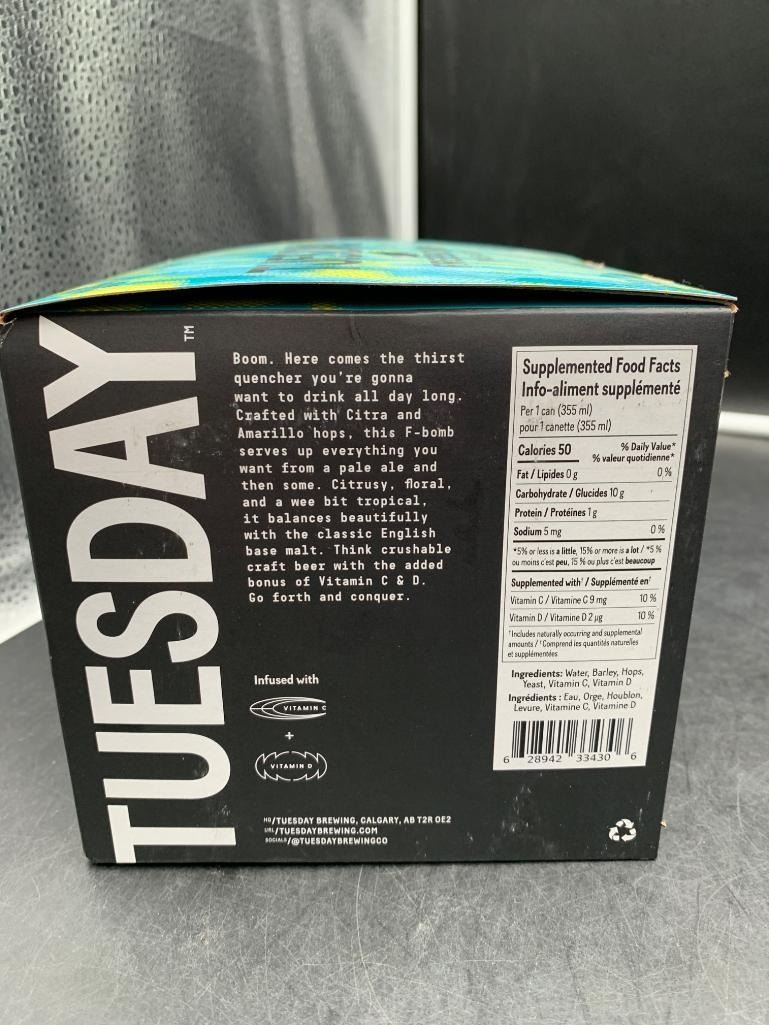 TUESDAY™
Boom. Here comes the thirst
quencher you're gonna
want to drink all day long.
Crafted with Citra and
Amarillo hops, this F-bomb
serves up everything you
want from a pale ale and
then some. Citrusy, floral,
and a wee bit tropical,
it balances beautifully
with the classic English
base malt. Think crushable
craft beer with the added
bonus of Vitamin C & D.
Go forth and conquer.
Infused with
VITAMIN C
+
VITAMIN D
HQ/TUESDAY BREWING, CALGARY, AB T2R 0E2
URL/TUESDAYBREWING.COM
SOCIALS/@TUESDAYBREWINGCO
Supplemented Food Facts
Info-aliment supplémenté
Per 1 can (355 ml)
pour 1 canette (355 ml)
Calories 50
% Daily Value*
% valeur quotidienne*
Fat / Lipides 0 g 0 %
Carbohydrate / Glucides 10 g
Protein / Protéines 1 g
Sodium 5 mg 0 %
*5% or less is a little, 15% or more is a lot / *5 %
ou moins c'est peu, 15 % ou plus c'est beaucoup
Supplemented with† / Supplémenté en†
Vitamin C / Vitamine C 9 mg 10 %
Vitamin D / Vitamine D 2 µg 10 %
†Includes naturally occurring and supplemental
amounts / †Comprend les quantités naturelles
et supplémentées
Ingredients: Water, Barley, Hops,
Yeast, Vitamin C, Vitamin D
Ingrédients : Eau, Orge, Houblon,
Levure, Vitamine C, Vitamine D
6 28942 33430 6